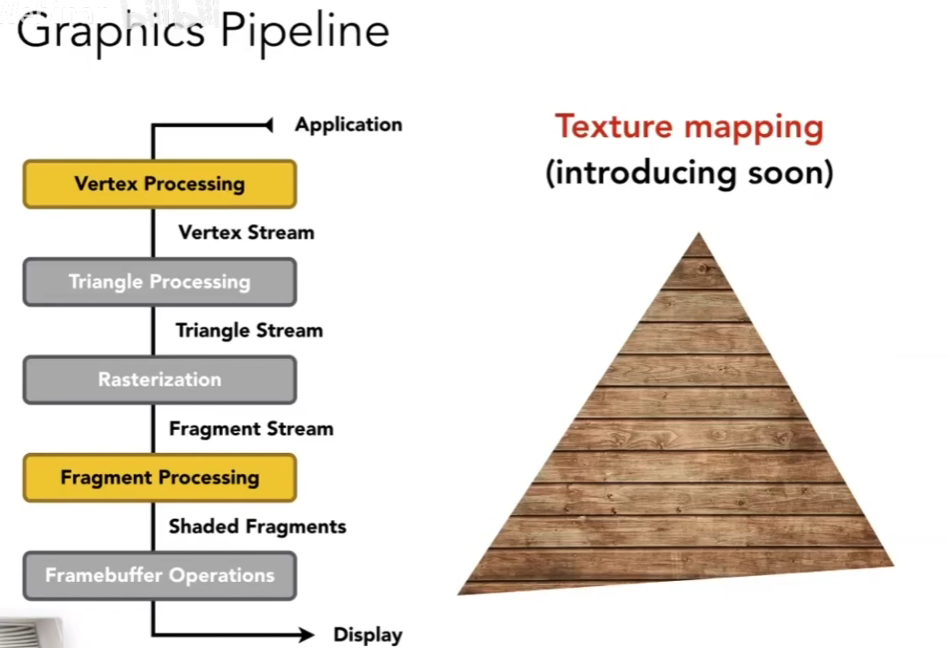 Graphics Pipeline
Application
Vertex Processing
Vertex Stream
Triangle Processing
Triangle Stream
Rasterization
Fragment Stream
Fragment Processing
Shaded Fragments
Framebuffer Operations
Display
Texture mapping
(introducing soon)